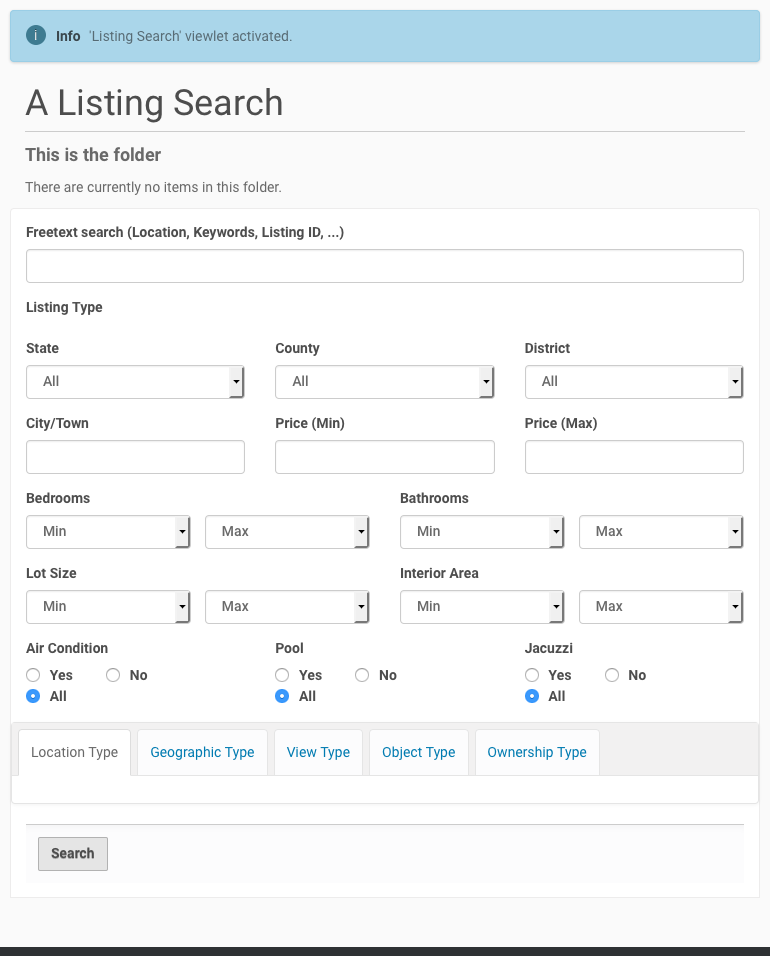 i Info 'Listing Search' viewlet activated.
A Listing Search
This is the folder
There are currently no items in this folder.
Freetext search (Location, Keywords, Listing ID, ...)
Listing Type
State County District
All All All
City/Town Price (Min) Price (Max)
Bedrooms Bathrooms
Min Max Min Max
Lot Size Interior Area
Min Max Min Max
Air Condition Pool Jacuzzi
Yes No Yes No Yes No
All All All
Location Type Geographic Type View Type Object Type Ownership Type
Search